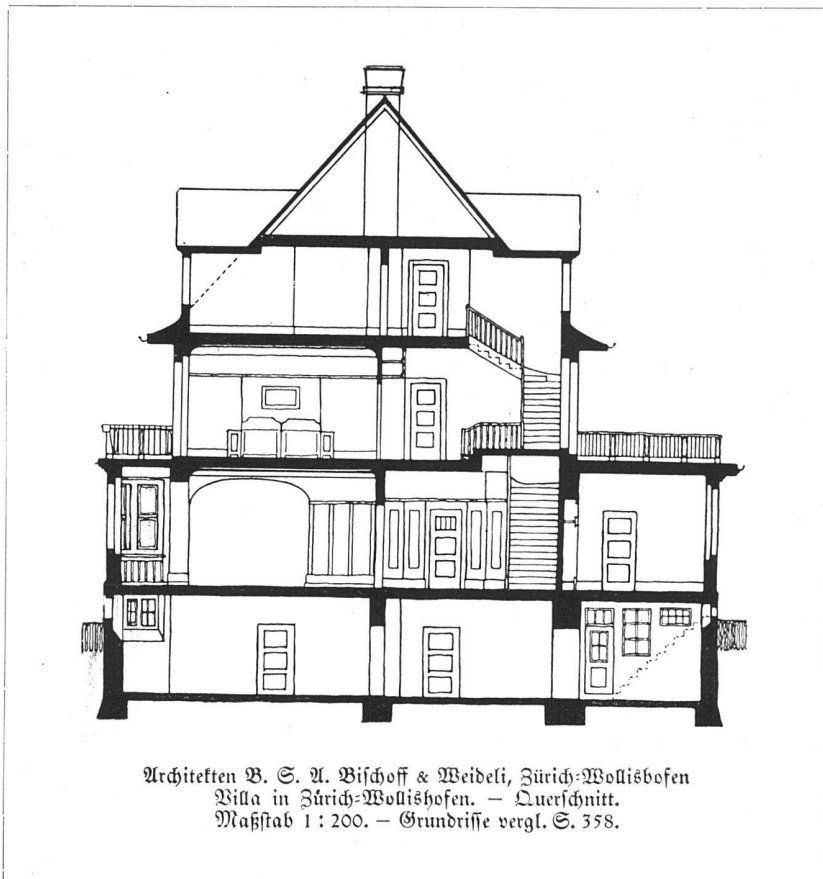 Architekten B. S. A. Bischoff & Weideli, Zürich-Wollisbofen
Villa in Zürich-Wollishofen. — Querschnitt.
Maßstab 1 : 200. — Grundrisse vergl. S. 358.